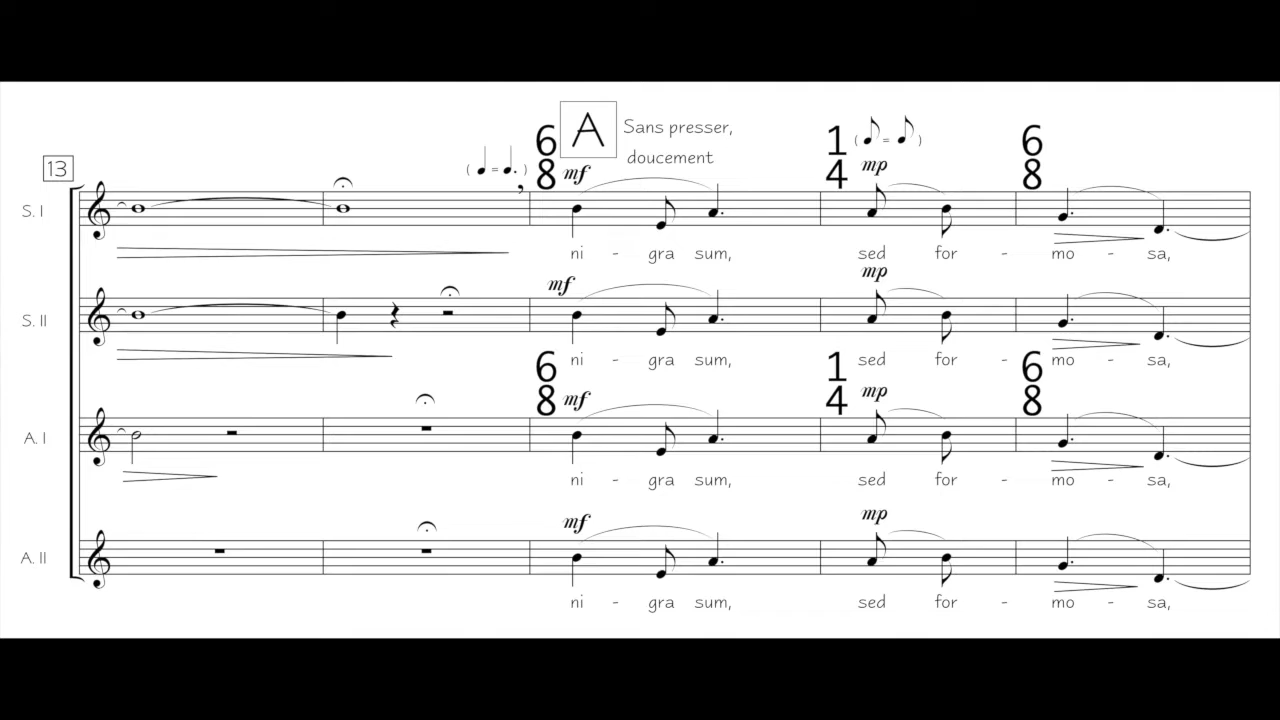 A Sans presser,
doucement
13 ( = )
6 8 mf 1 4 ( = ) mp 6 8
S. I
ni - gra sum, sed for - mo - sa,
mf mp
S. II
ni - gra sum, sed for - mo - sa,
6 8 mf 1 4 mp 6 8
A. I
ni - gra sum, sed for - mo - sa,
mf mp
A. II
ni - gra sum, sed for - mo - sa,